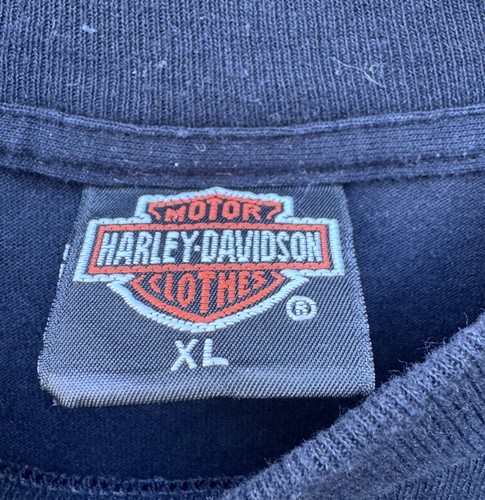 MOTOR
HARLEY-DAVIDSON
CLOTHES
®
XL